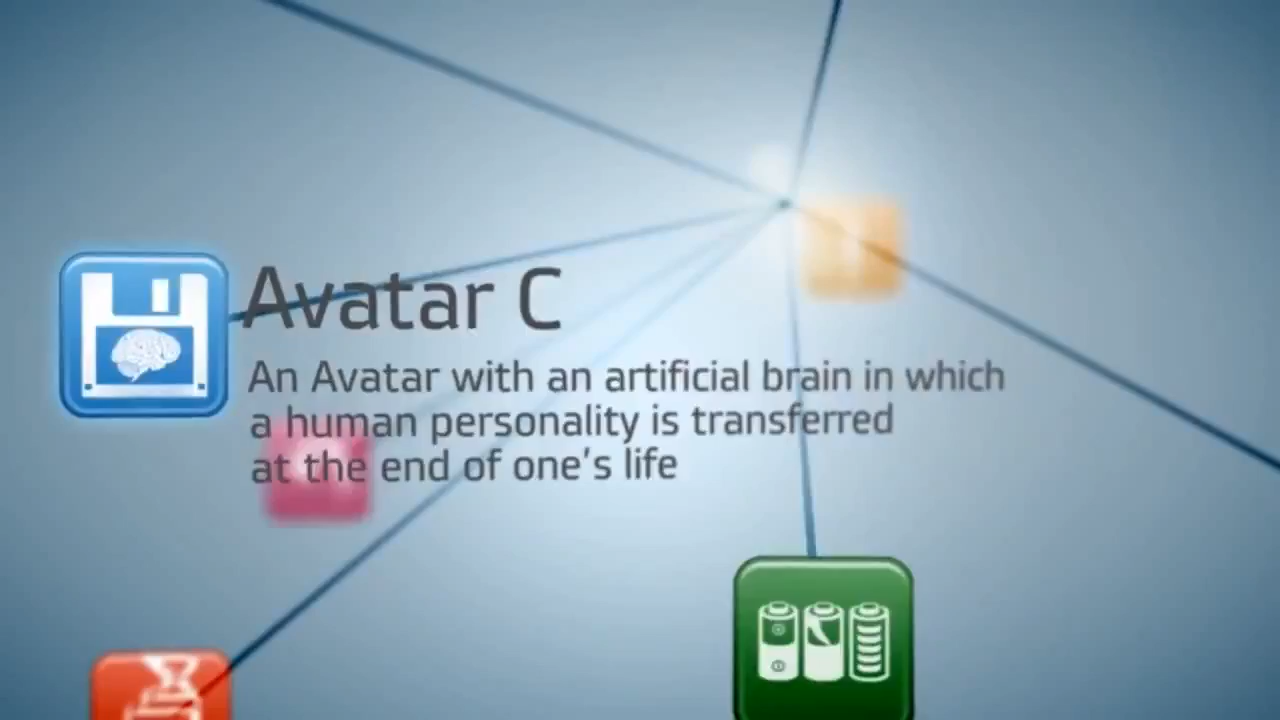 Avatar C
An Avatar with an artificial brain in which
a human personality is transferred
at the end of one's life